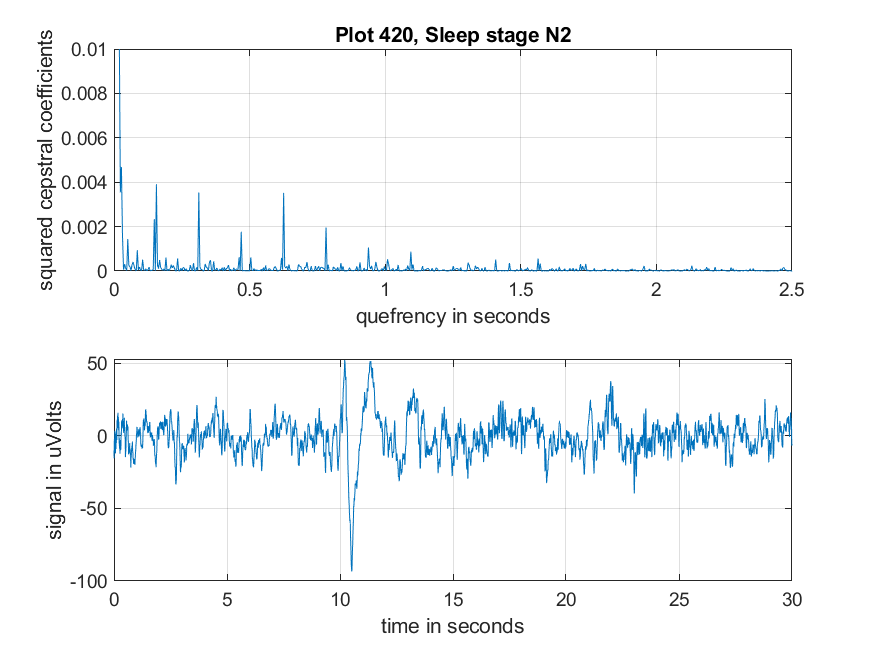 Plot 420, Sleep stage N2
squared cepstral coefficients
0.01
0.008
0.006
0.004
0.002
0
0 0.5 1 1.5 2 2.5
quefrency in seconds
signal in uVolts
50
0
-50
-100
0 5 10 15 20 25 30
time in seconds